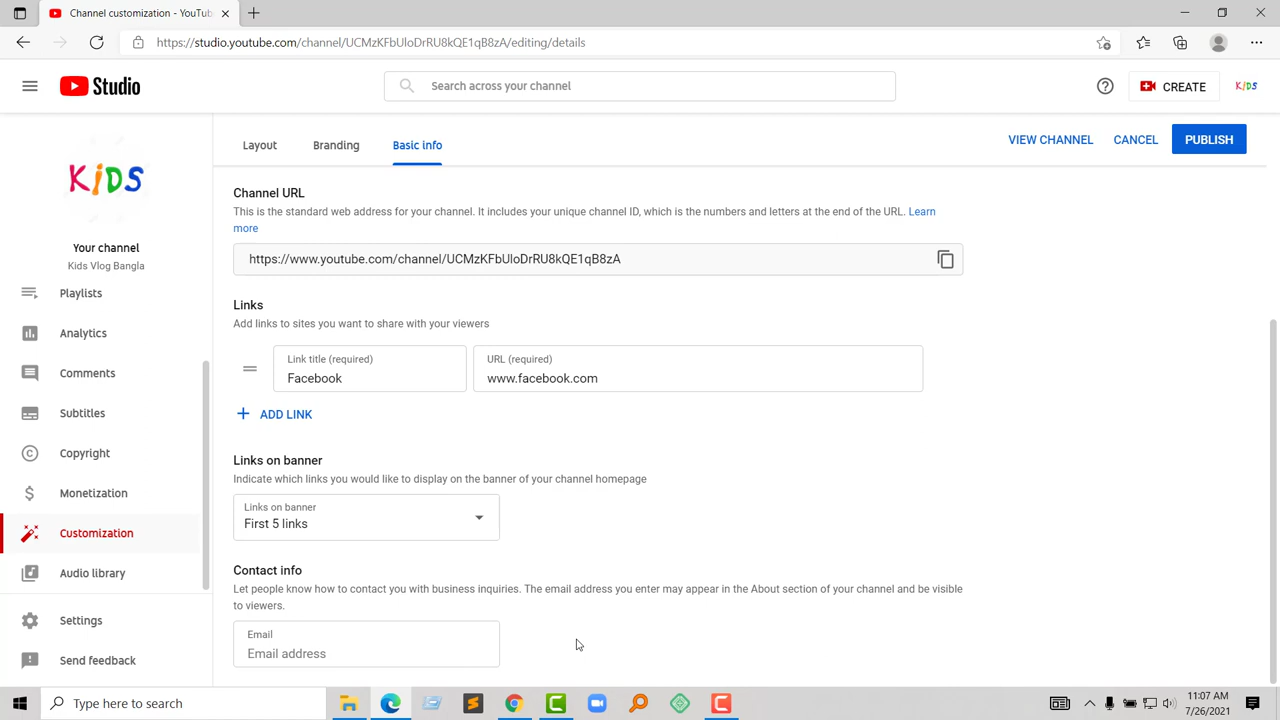 Channel customization - YouTub
https://studio.youtube.com/channel/UCMzKFbUloDrRU8kQE1qB8zA/editing/details
Studio
Search across your channel
CREATE
KIDS
KiDS
Your channel
Kids Vlog Bangla
Playlists
Analytics
Comments
Subtitles
Copyright
Monetization
Customization
Audio library
Settings
Send feedback
Layout
Branding
Basic info
VIEW CHANNEL
CANCEL
PUBLISH
Channel URL
This is the standard web address for your channel. It includes your unique channel ID, which is the numbers and letters at the end of the URL. Learn
more
https://www.youtube.com/channel/UCMzKFbUloDrRU8kQE1qB8zA
Links
Add links to sites you want to share with your viewers
Link title (required)
Facebook
URL (required)
www.facebook.com
ADD LINK
Links on banner
Indicate which links you would like to display on the banner of your channel homepage
Links on banner
First 5 links
Contact info
Let people know how to contact you with business inquiries. The email address you enter may appear in the About section of your channel and be visible
to viewers.
Email
Email address
Type here to search
11:07 AM
7/26/2021